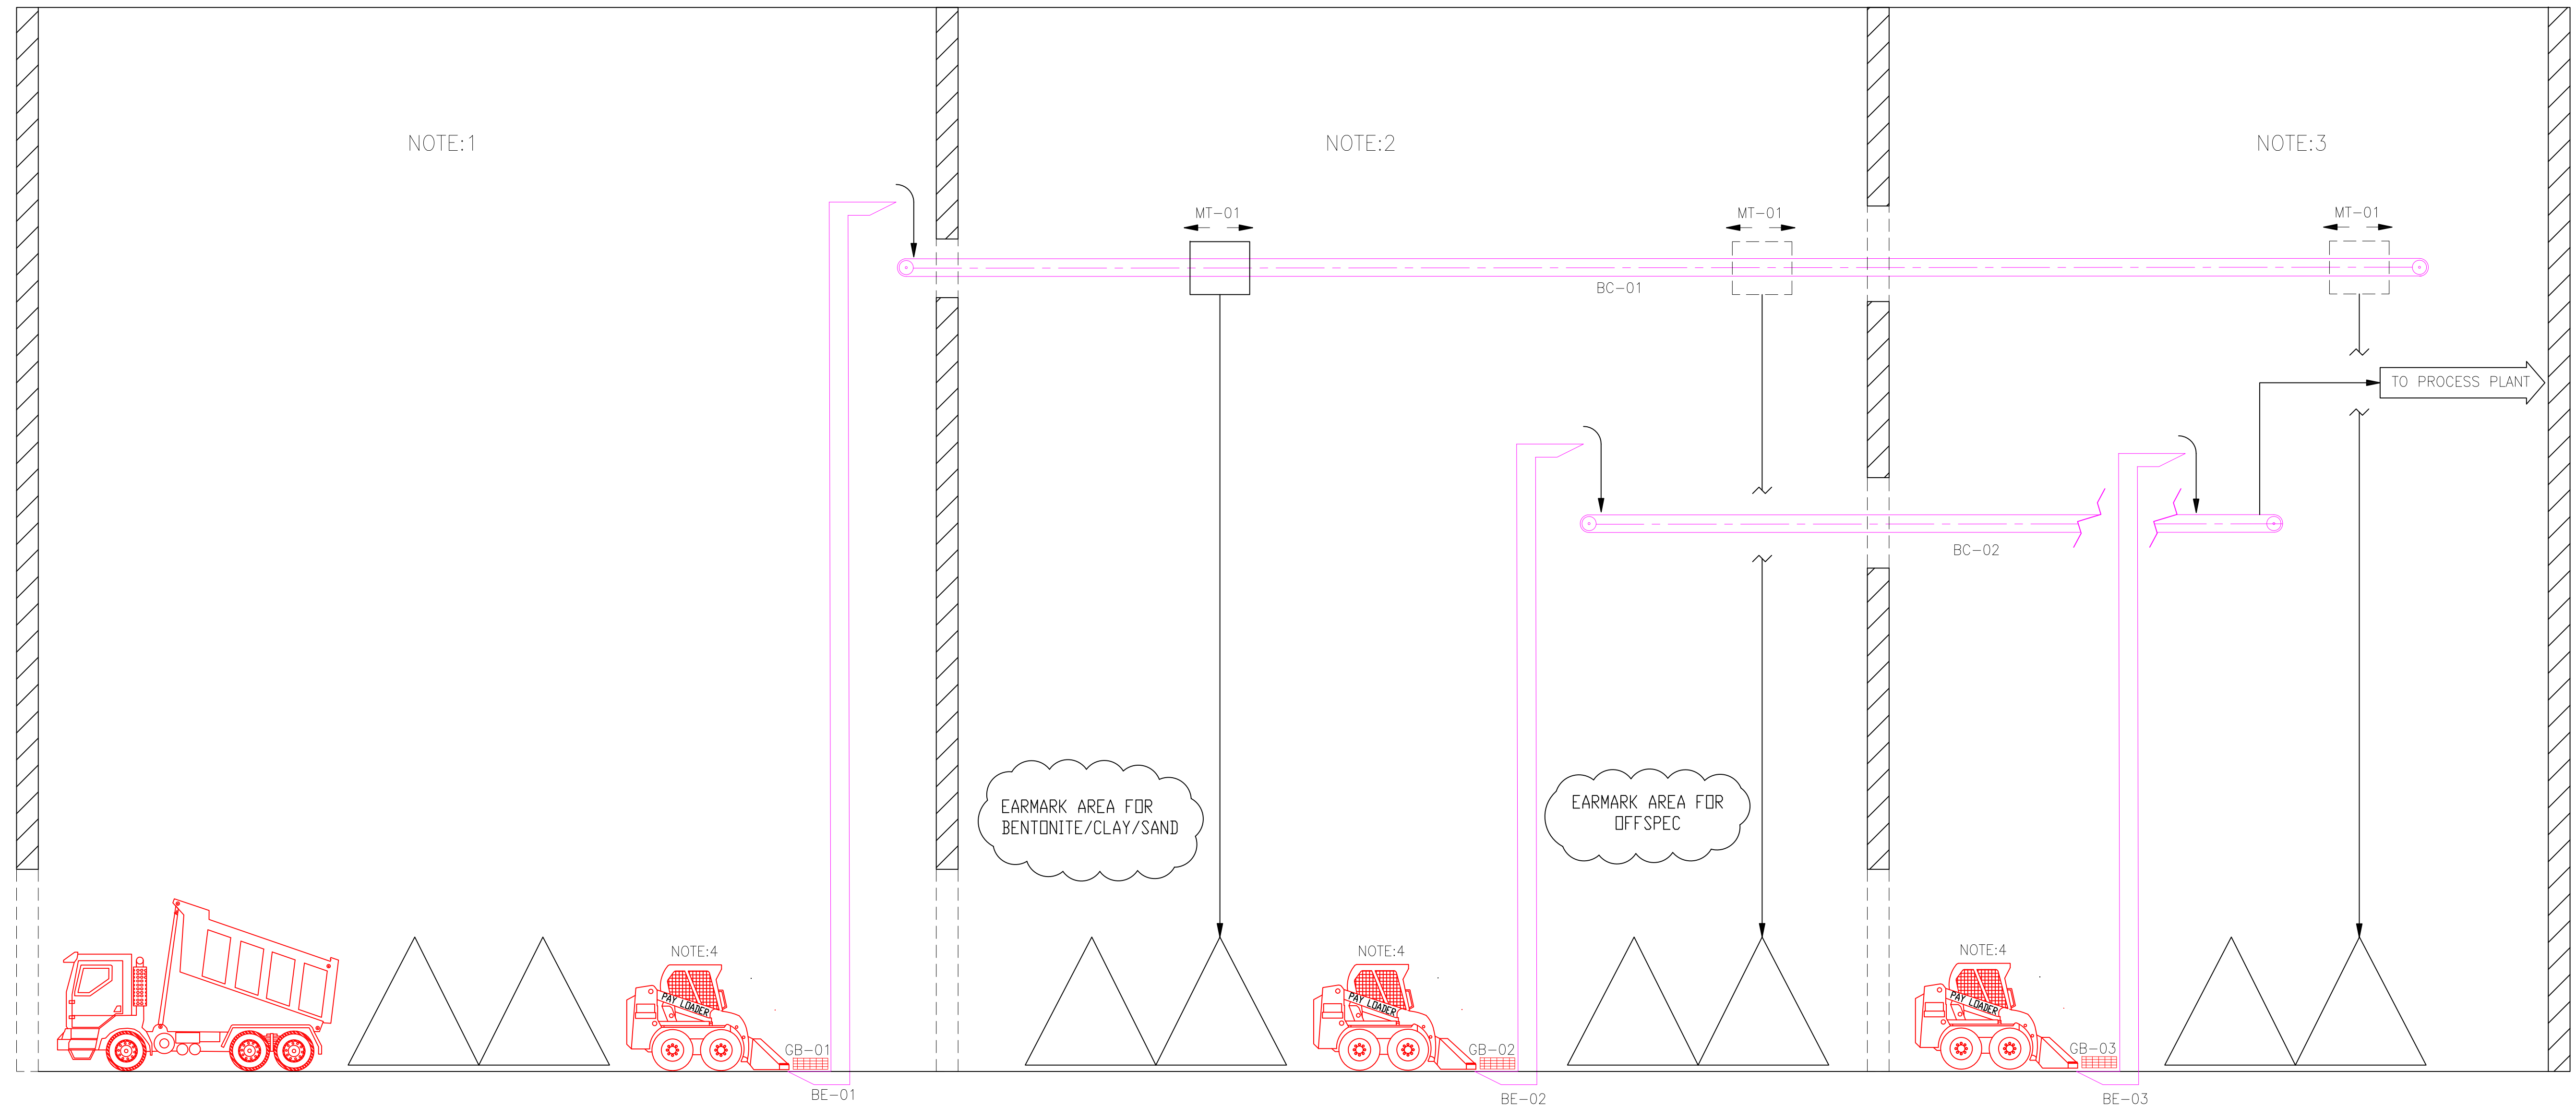 NOTE:1
NOTE:2
NOTE:3
MT-01
MT-01
MT-01
BC-01
TO PROCESS PLANT
BC-02
EARMARK AREA FOR
BENTONITE/CLAY/SAND
EARMARK AREA FOR
OFFSPEC
NOTE:4
PAY LOADER
GB-01
BE-01
NOTE:4
PAY LOADER
GB-02
BE-02
NOTE:4
PAY LOADER
GB-03
BE-03